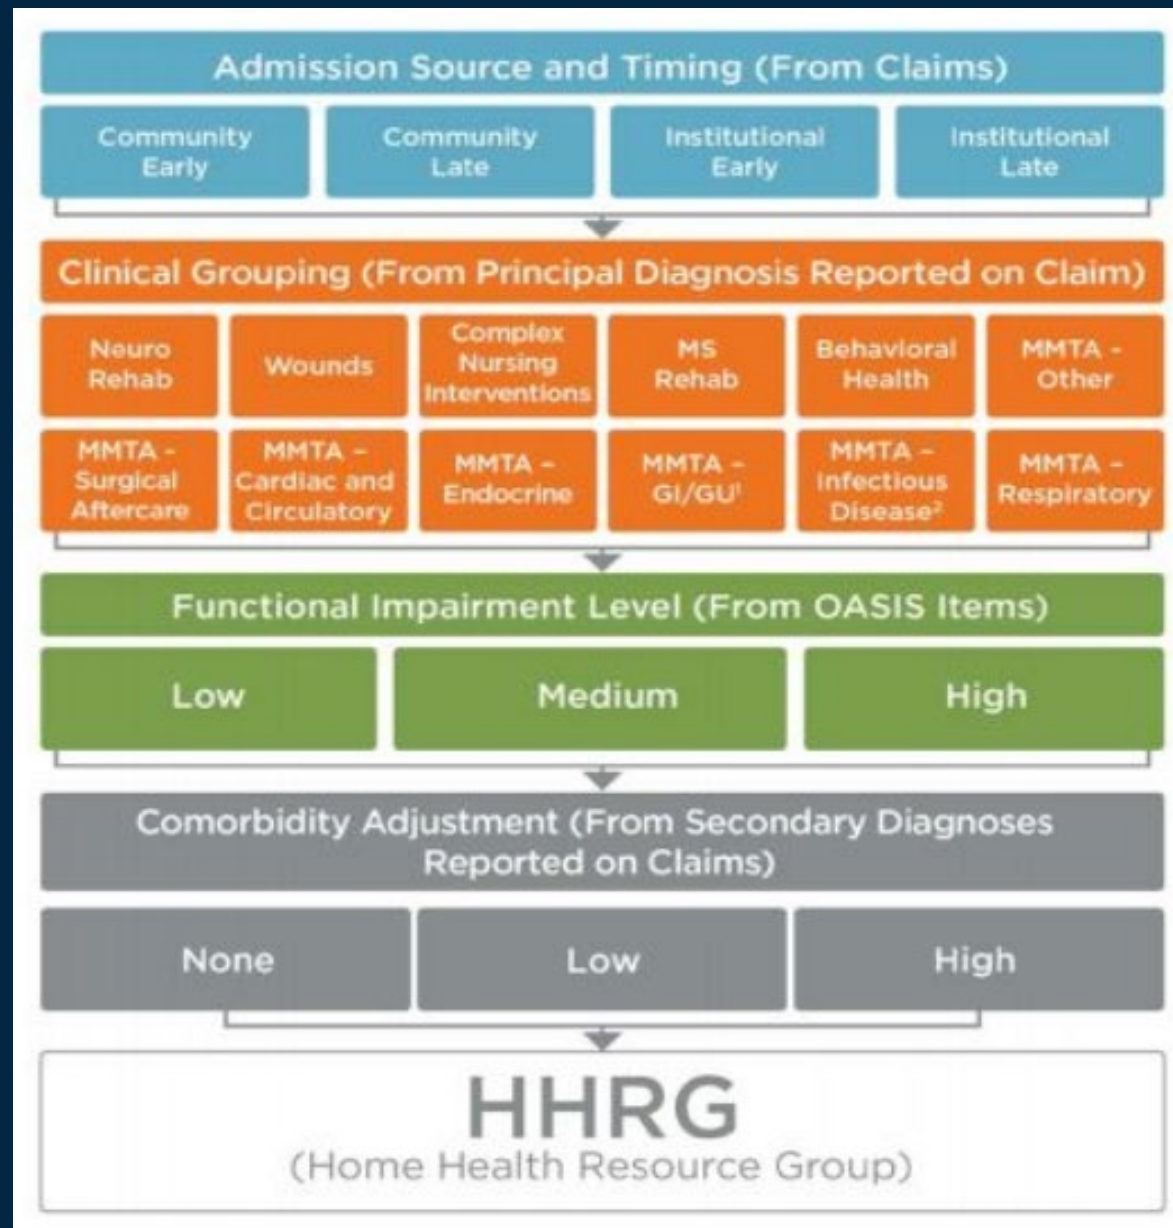 Admission Source and Timing (From Claims)
Community
Early
Community
Late
Institutional
Early
Institutional
Late
Clinical Grouping (From Principal Diagnosis Reported on Claim)
Neuro
Rehab
Wounds
Complex
Nursing
Interventions
MS
Rehab
Behavioral
Health
MMTA -
Other
MMTA -
Surgical
Aftercare
MMTA –
Cardiac and
Circulatory
MMTA –
Endocrine
MMTA –
GI/GU¹
MMTA –
Infectious
Disease²
MMTA –
Respiratory
Functional Impairment Level (From OASIS Items)
Low
Medium
High
Comorbidity Adjustment (From Secondary Diagnoses
Reported on Claims)
None
Low
High
HHRG
(Home Health Resource Group)